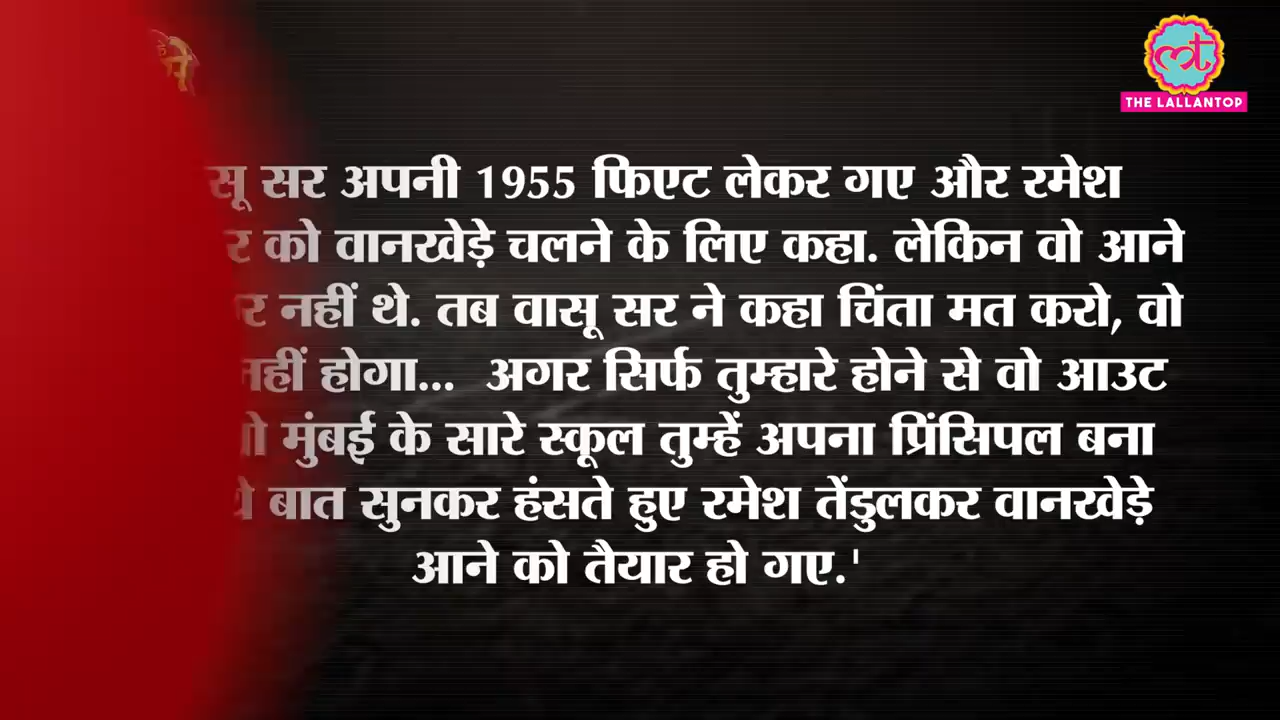 THE LALLANTOP
सर अपनी 1955 फिएट लेकर गए और रमेश
को वानखेड़े चलने के लिए कहा. लेकिन वो आने
नहीं थे. तब वासू सर ने कहा चिंता मत करो, वो
नहीं होगा... अगर सिर्फ तुम्हारे होने से वो आउट
मुंबई के सारे स्कूल तुम्हें अपना प्रिंसिपल बना
बात सुनकर हंसते हुए रमेश तेंडुलकर वानखेड़े
आने को तैयार हो गए.'